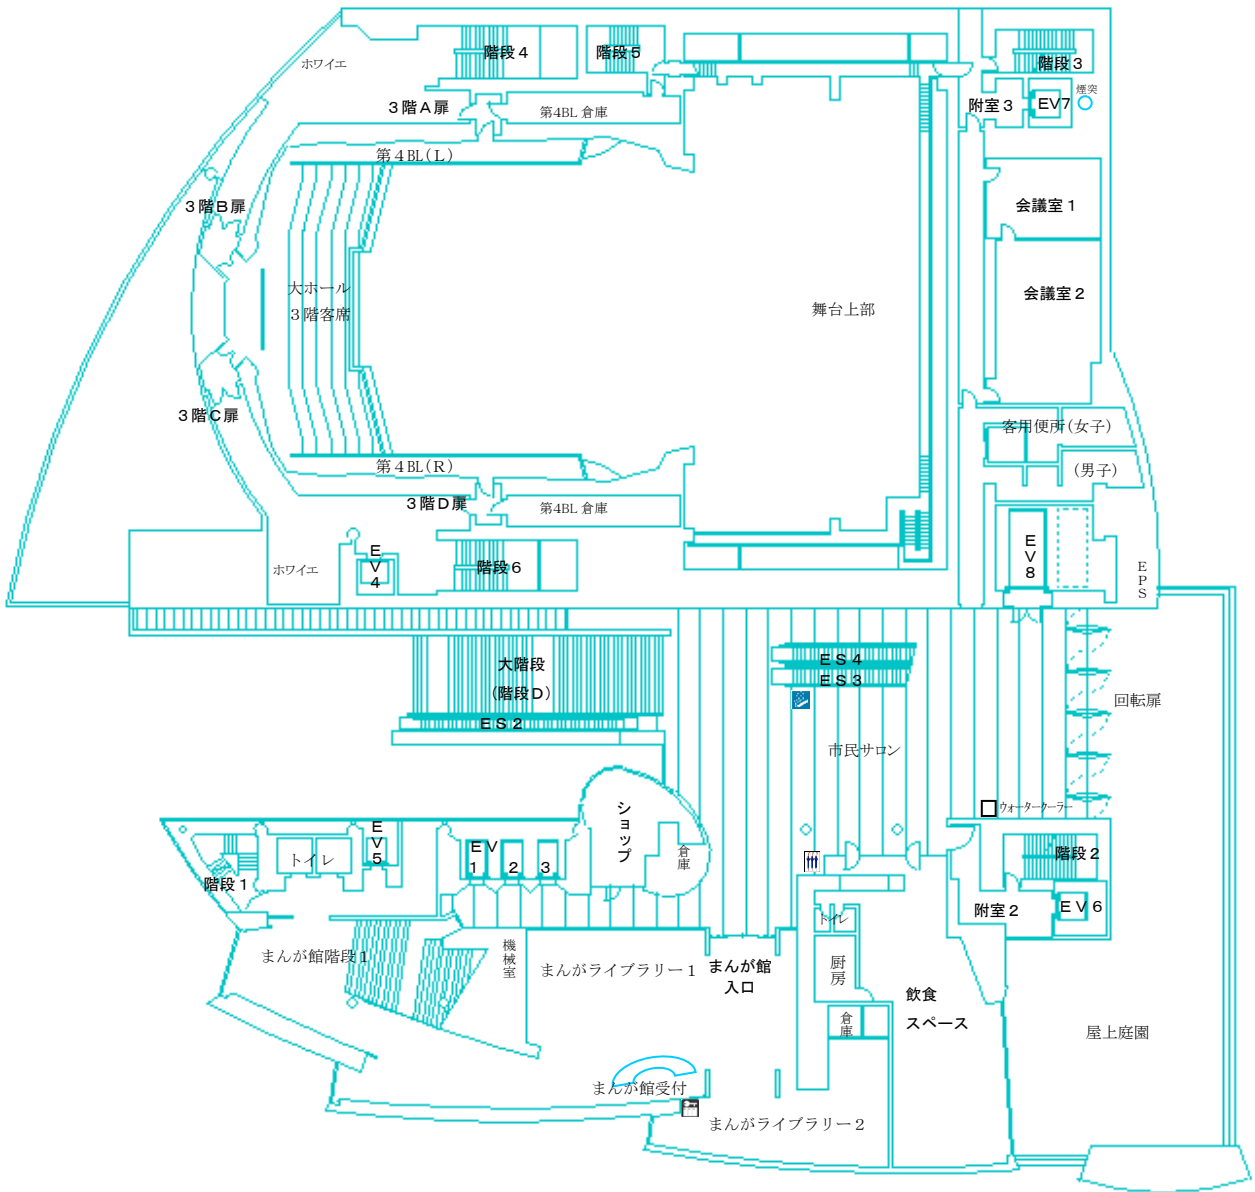 階段４
階段５
階段３
ホワイエ
煙突
EV7
附室３
３階Ａ扉
第4BL 倉庫
第４BL(Ｌ)
３階Ｂ扉
会議室１
大ホール
３階客席
会議室２
舞台上部
３階Ｃ扉
客用便所(女子)
第４BL(Ｒ)
(男子)
３階Ｄ扉
第4BL 倉庫
ホワイエ
ＥＶ4
階段６
ＥＶ８
ＥＰＳ
大階段
(階段Ｄ)
ＥＳ４
ＥＳ３
ＥＳ２
回転扉
市民サロン
ウォータークーラー
ショップ
倉庫
ＥＶ5
トイレ
ＥＶ
１ ２ ３
階段２
階段１
附室２
ＥＶ６
トイレ
まんが館階段１
機械室
まんがライブラリー１
まんが館
入口
厨房
飲食
スペース
倉庫
屋上庭園
まんが館受付
まんがライブラリー２